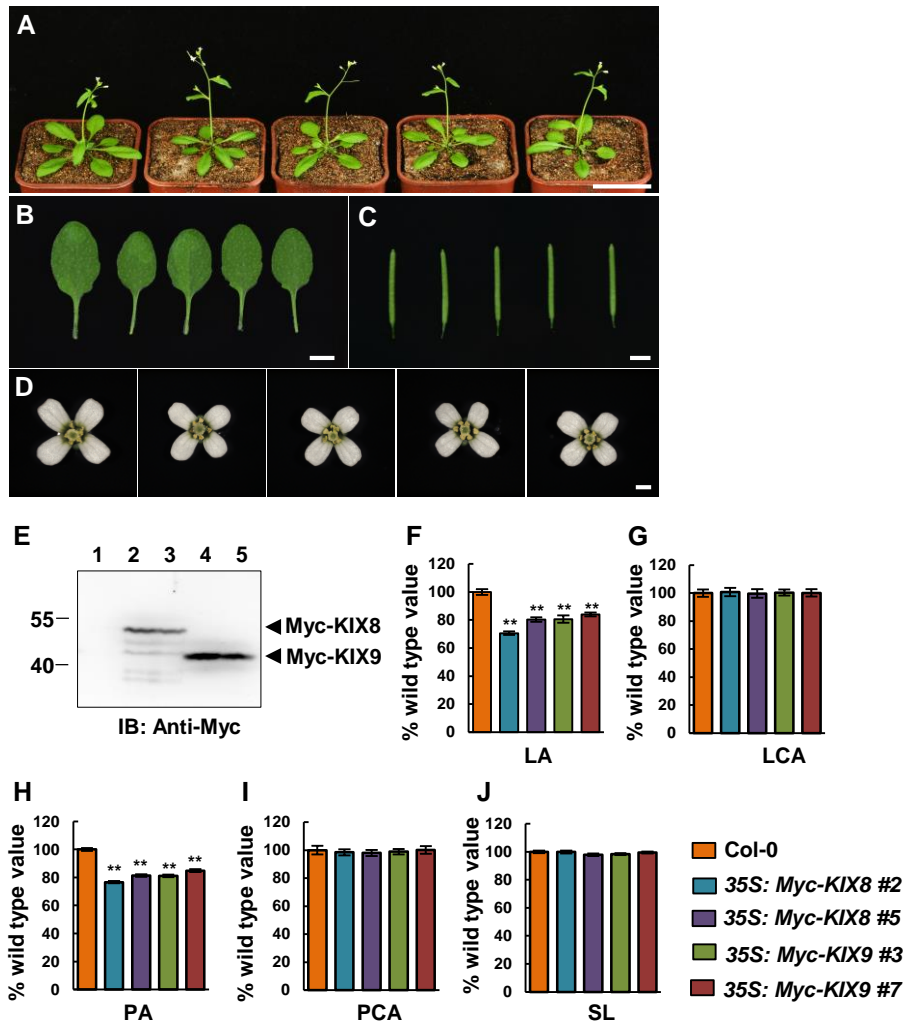 A
B
C
D
E
1 2 3 4 5
55
40
Myc-KIX8
Myc-KIX9
IB: Anti-Myc
F
% wild type value
120
100
80
60
40
20
0
**
**
**
**
LA
G
% wild type value
120
100
80
60
40
20
0
LCA
H
% wild type value
120
100
80
60
40
20
0
**
**
**
**
PA
I
% wild type value
120
100
80
60
40
20
0
PCA
J
% wild type value
120
100
80
60
40
20
0
SL
Col-0
35S: Myc-KIX8 #2
35S: Myc-KIX8 #5
35S: Myc-KIX9 #3
35S: Myc-KIX9 #7